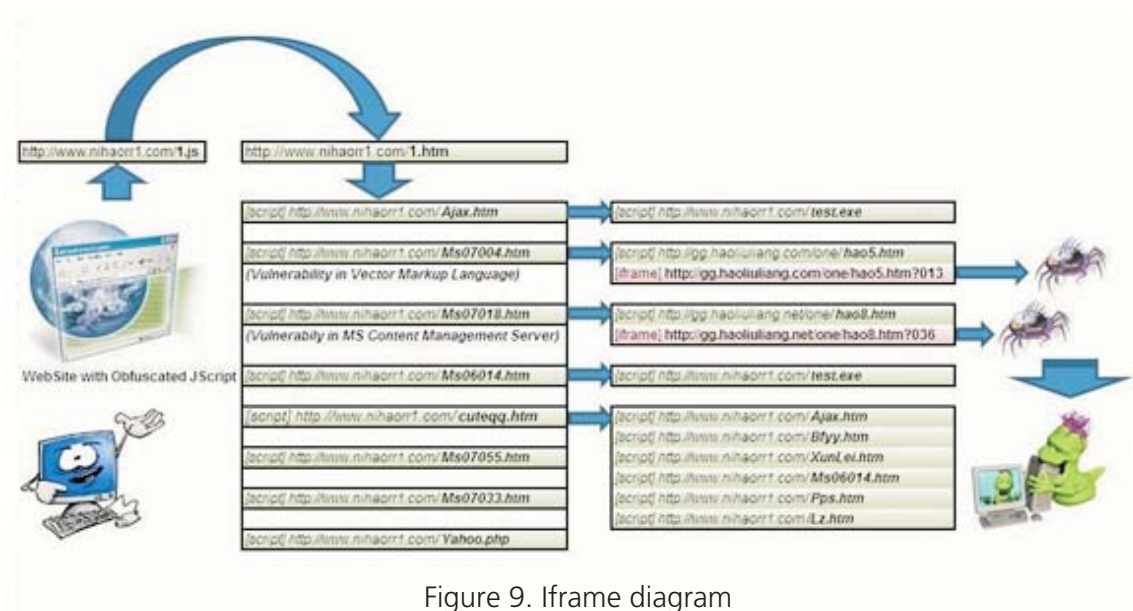 http://www.nihaorr1.com/1.js
http://www.nihaorr1.com/1.htm
[script] http://www.nihaorr1.com/Ajax.htm
[script] http://www.nihaorr1.com/test.exe
[script] http://www.nihaorr1.com/Ms07004.htm
(Vulnerability in Vector Markup Language)
[script] http://gg.haoliuliang.com/one/hao5.htm
[iframe] http://gg.haoliuliang.com/one/hao5.htm?013
[script] http://www.nihaorr1.com/Ms07018.htm
(Vulnerabily in MS Content Management Server)
[script] http://gg.haoliuliang.net/one/hao8.htm
[iframe] http://gg.haoliuliang.net/one/hao8.htm?036
WebSite with Obfuscated JScript
[script] http://www.nihaorr1.com/Ms06014.htm
[script] http://www.nihaorr1.com/test.exe
[script] http://www.nihaorr1.com/cuteqq.htm
[script] http://www.nihaorr1.com/Ms07055.htm
[script] http://www.nihaorr1.com/Ms07033.htm
[script] http://www.nihaorr1.com/Yahoo.php
[script] http://www.nihaorr1.com/Ajax.htm
[script] http://www.nihaorr1.com/Bfyy.htm
[script] http://www.nihaorr1.com/XunLei.htm
[script] http://www.nihaorr1.com/Ms06014.htm
[script] http://www.nihaorr1.com/Pps.htm
[script] http://www.nihaorr1.com/Lz.htm
Figure 9. Iframe diagram